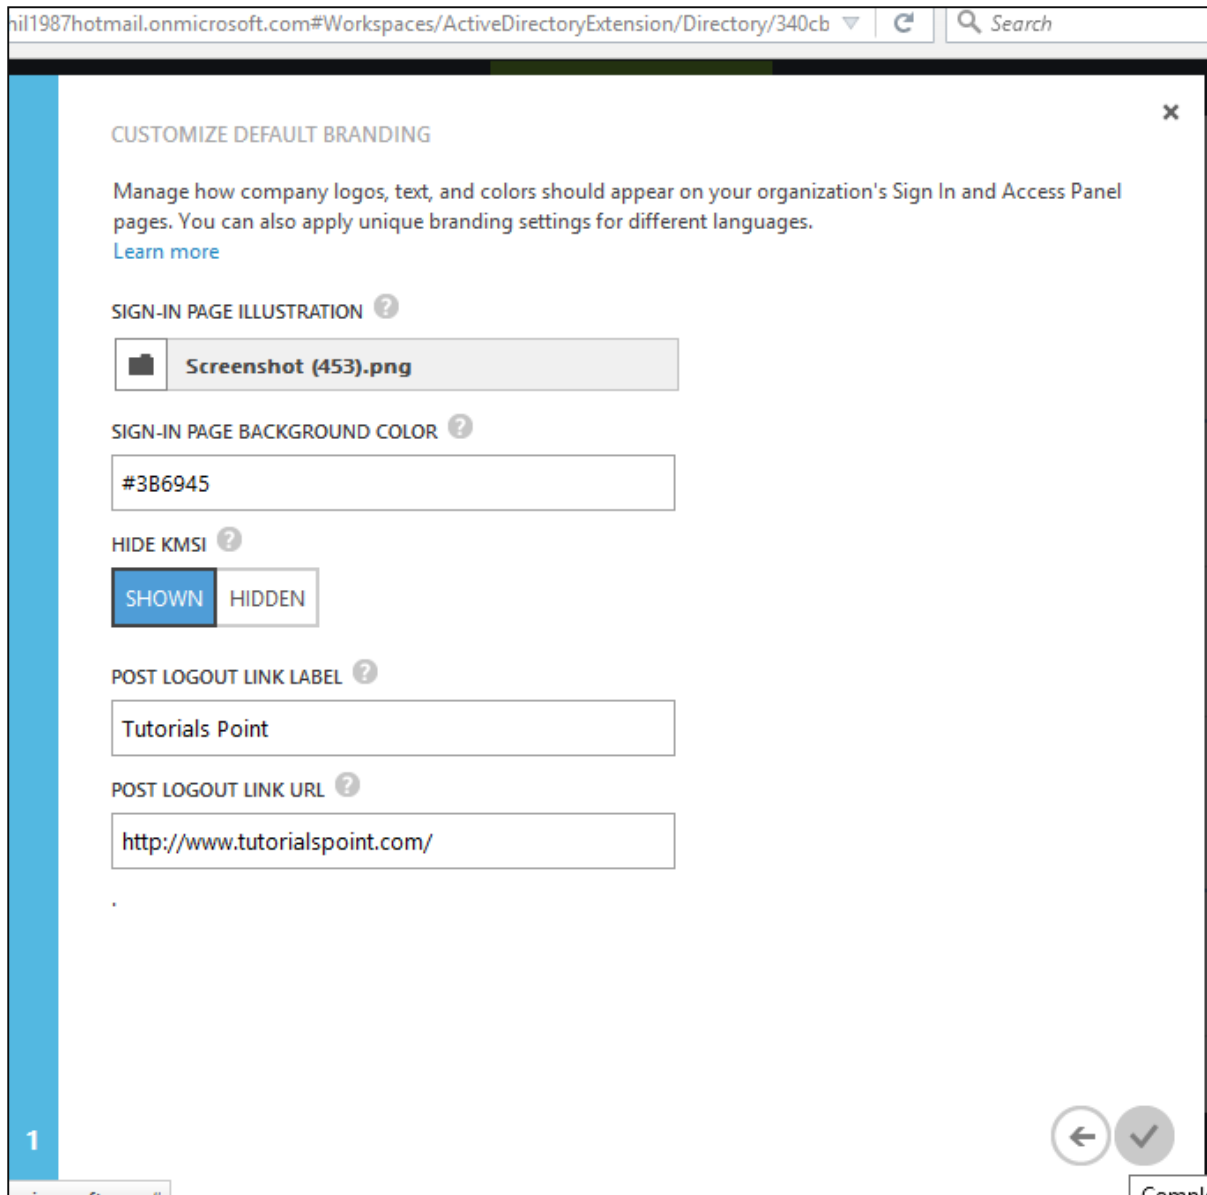 nil1987hotmail.onmicrosoft.com#Workspaces/ActiveDirectoryExtension/Directory/340cb
Search
CUSTOMIZE DEFAULT BRANDING
Manage how company logos, text, and colors should appear on your organization's Sign In and Access Panel
pages. You can also apply unique branding settings for different languages.
Learn more
SIGN-IN PAGE ILLUSTRATION ?
Screenshot (453).png
SIGN-IN PAGE BACKGROUND COLOR ?
#3B6945
HIDE KMSI ?
SHOWN HIDDEN
POST LOGOUT LINK LABEL ?
Tutorials Point
POST LOGOUT LINK URL ?
http://www.tutorialspoint.com/
.
1